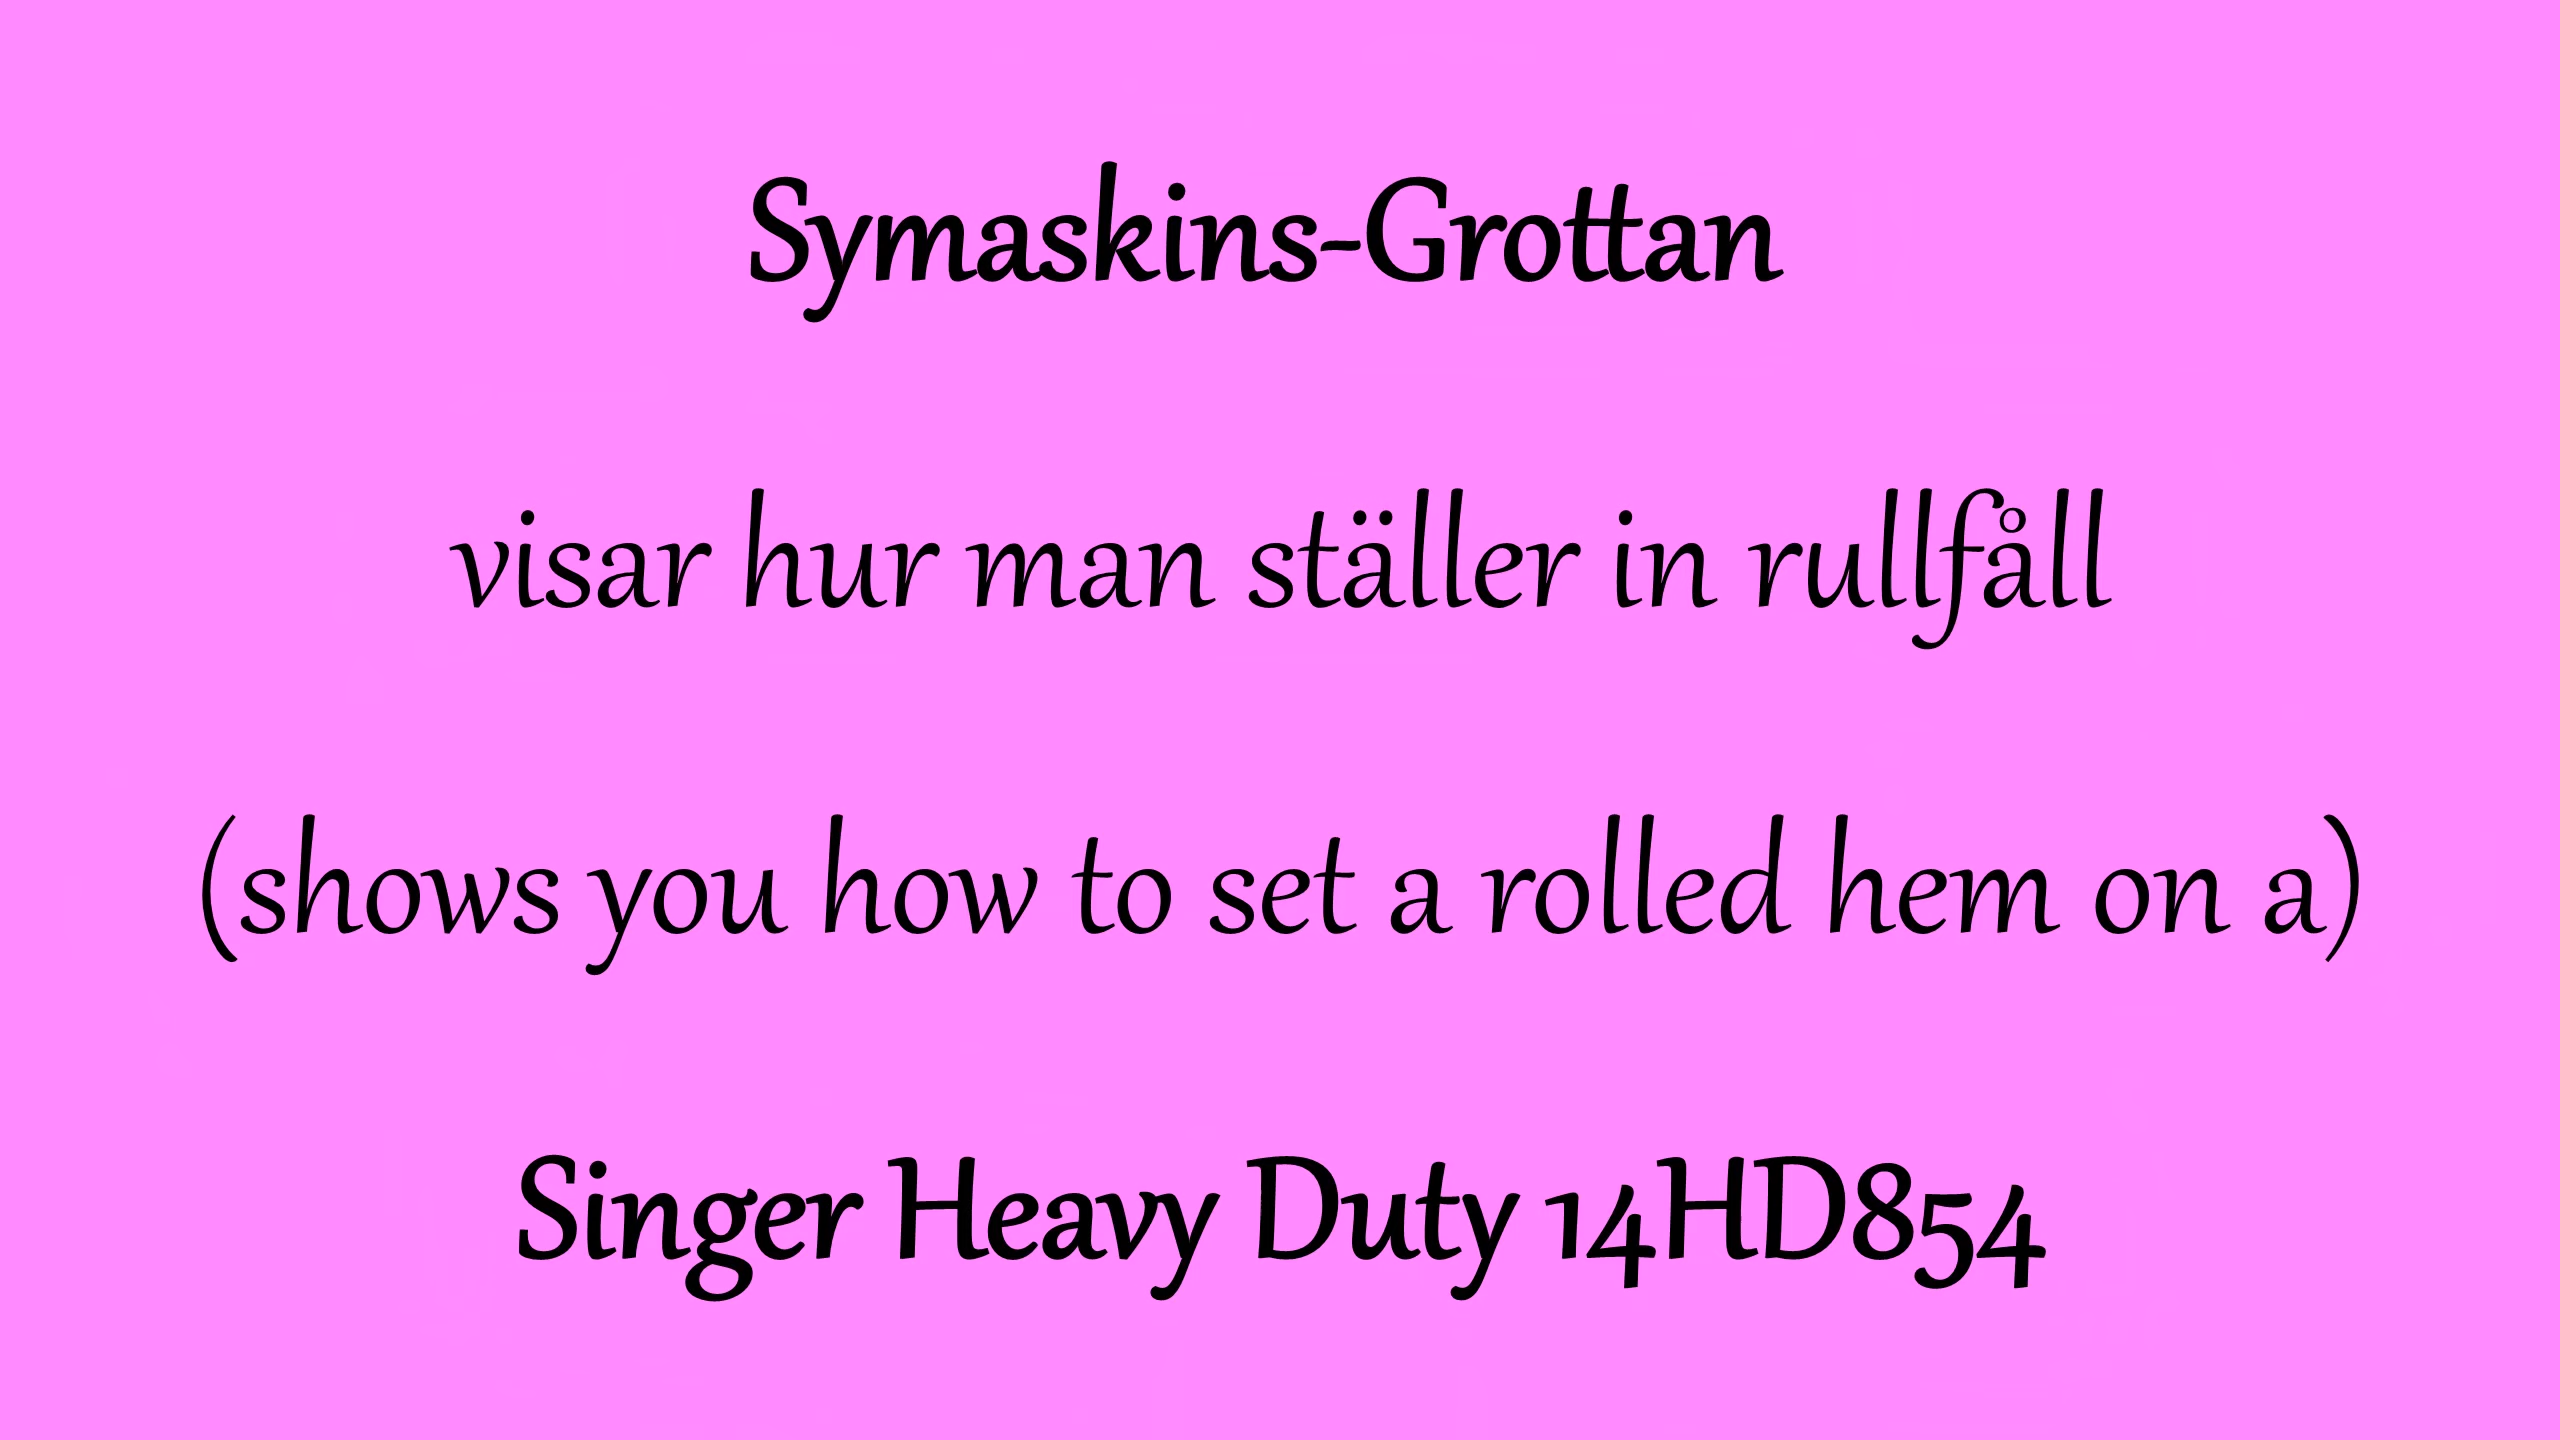 Symaskins-Grottan
visar hur man ställer in rullfåll
(shows you how to set a rolled hem on a)
Singer Heavy Duty 14HD854